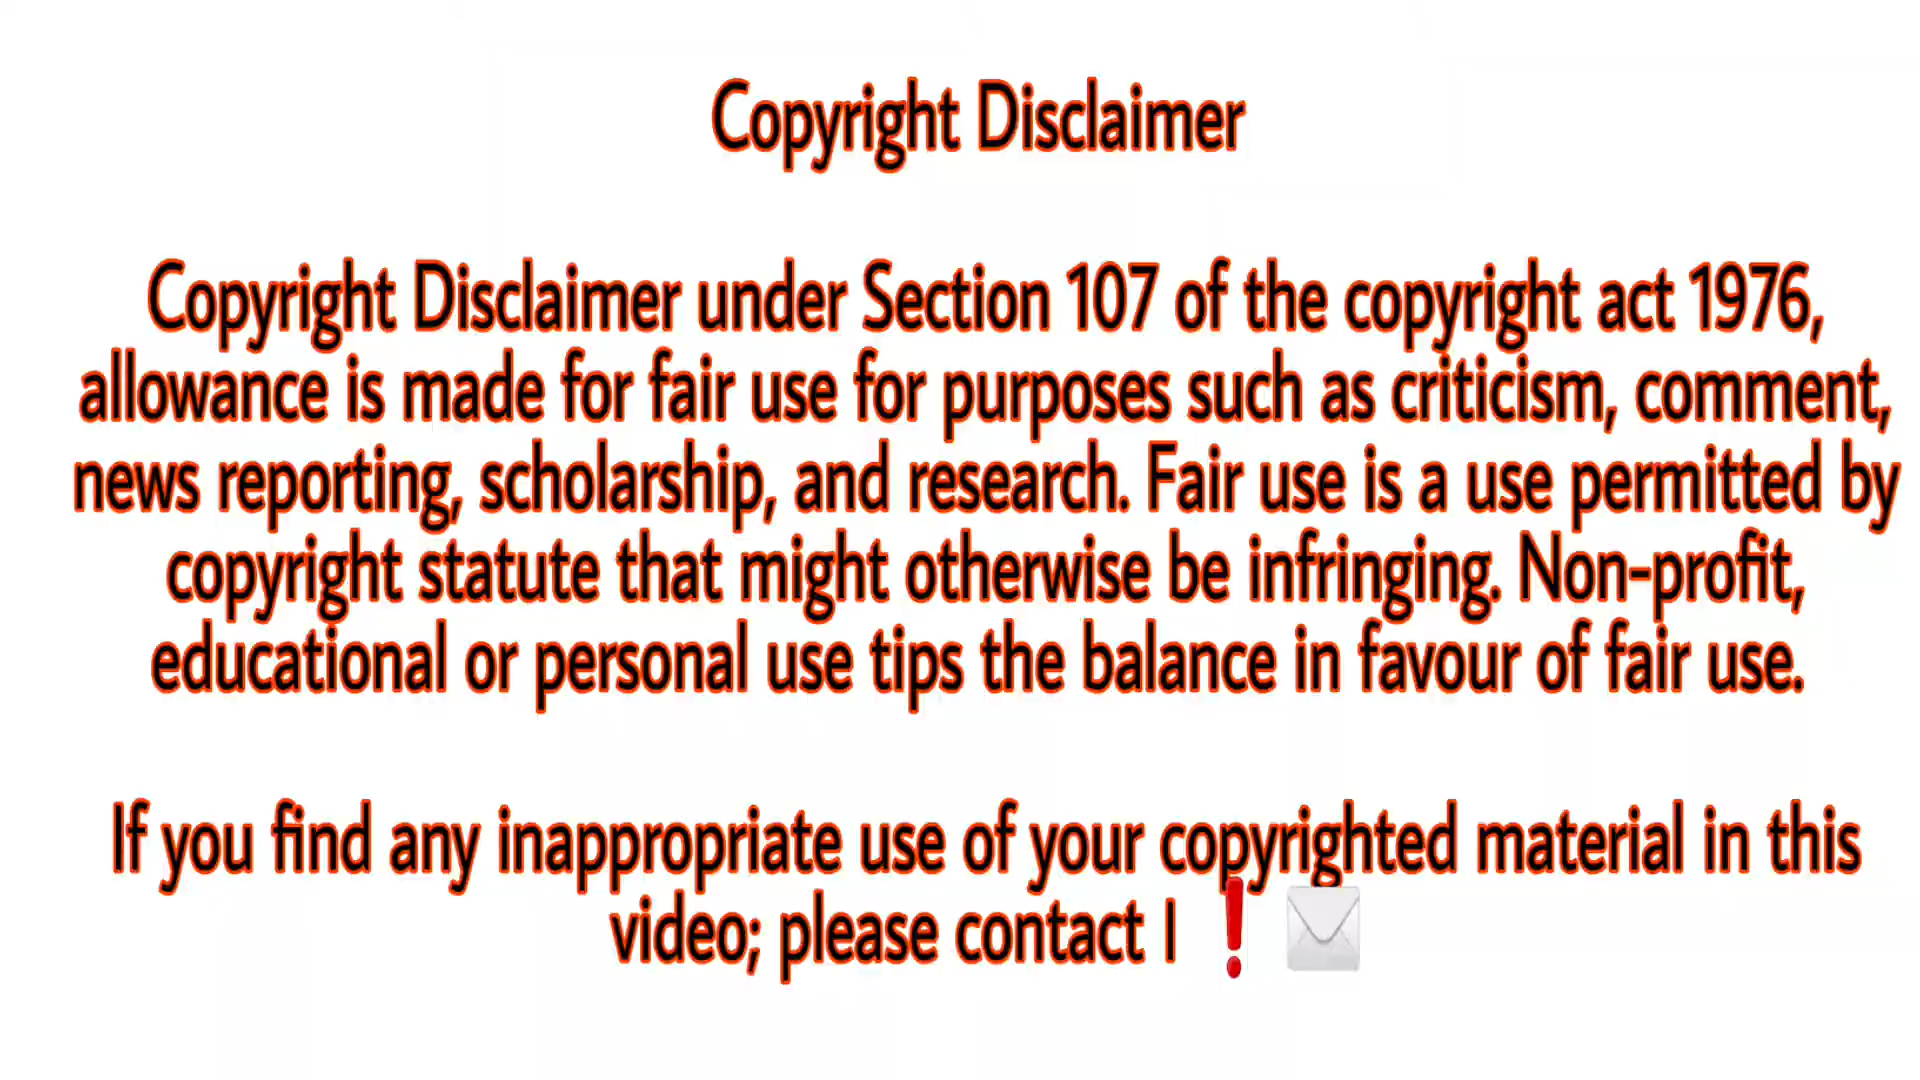 Copyright Disclaimer
Copyright Disclaimer under Section 107 of the copyright act 1976,
allowance is made for fair use for purposes such as criticism, comment,
news reporting, scholarship, and research. Fair use is a use permitted by
copyright statute that might otherwise be infringing. Non-profit,
educational or personal use tips the balance in favour of fair use.
If you find any inappropriate use of your copyrighted material in this
video; please contact I ❗ ✉